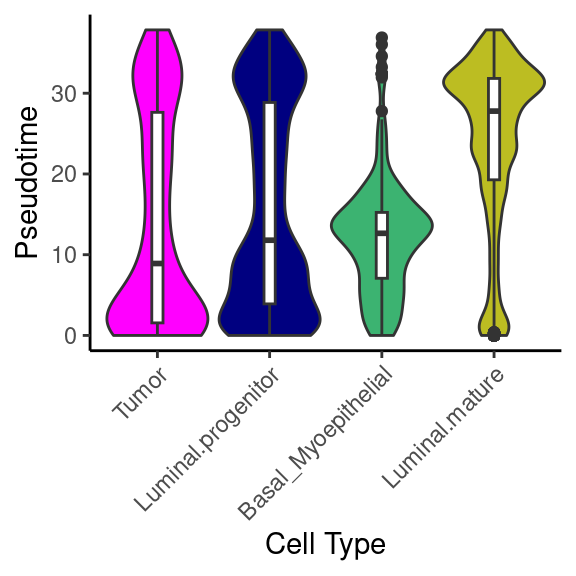 Pseudotime
30
20
10
0
Tumor
Luminal.progenitor
Basal_Myoepithelial
Luminal.mature
Cell Type